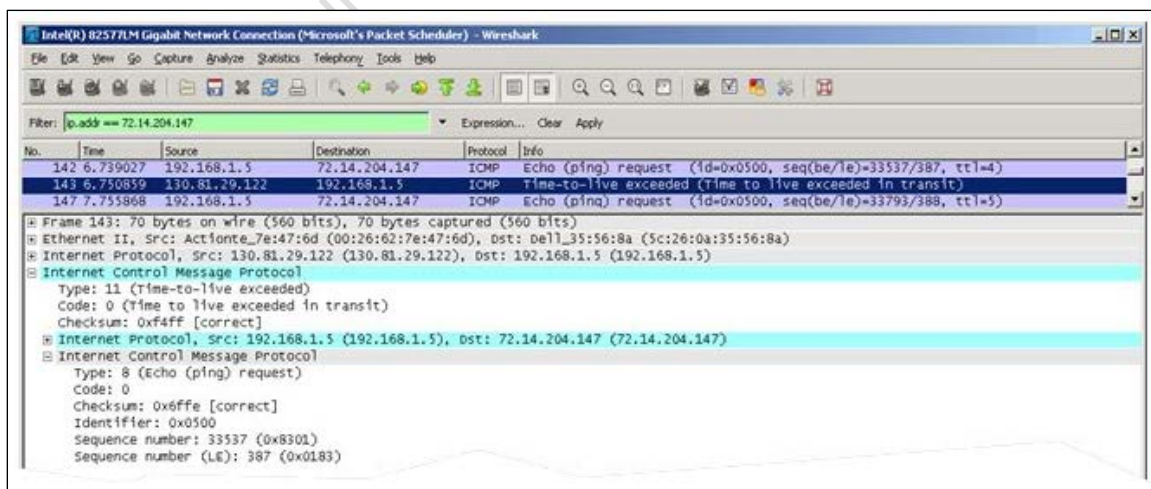 Intel(R) 82577LM Gigabit Network Connection (Microsoft's Packet Scheduler) - Wireshark
File Edit View Go Capture Analyze Statistics Telephony Tools Help
Filter: ip.addr == 72.14.204.147 Expression... Clear Apply
No. Time Source Destination Protocol Info
142 6.739027 192.168.1.5 72.14.204.147 ICMP Echo (ping) request (id=0x0500, seq(be/le)=33537/387, ttl=4)
143 6.750859 130.81.29.122 192.168.1.5 ICMP Time-to-live exceeded (Time to live exceeded in transit)
147 7.755868 192.168.1.5 72.14.204.147 ICMP Echo (ping) request (id=0x0500, seq(be/le)=33793/388, ttl=5)
Frame 143: 70 bytes on wire (560 bits), 70 bytes captured (560 bits)
Ethernet II, Src: Actionte_7e:47:6d (00:26:62:7e:47:6d), Dst: Dell_35:56:8a (5c:26:0a:35:56:8a)
Internet Protocol, Src: 130.81.29.122 (130.81.29.122), Dst: 192.168.1.5 (192.168.1.5)
Internet Control Message Protocol
Type: 11 (Time-to-live exceeded)
Code: 0 (Time to live exceeded in transit)
Checksum: 0xf4ff [correct]
Internet Protocol, Src: 192.168.1.5 (192.168.1.5), Dst: 72.14.204.147 (72.14.204.147)
Internet Control Message Protocol
Type: 8 (Echo (ping) request)
Code: 0
Checksum: 0x6ffe [correct]
Identifier: 0x0500
Sequence number: 33537 (0x8301)
Sequence number (LE): 387 (0x0183)